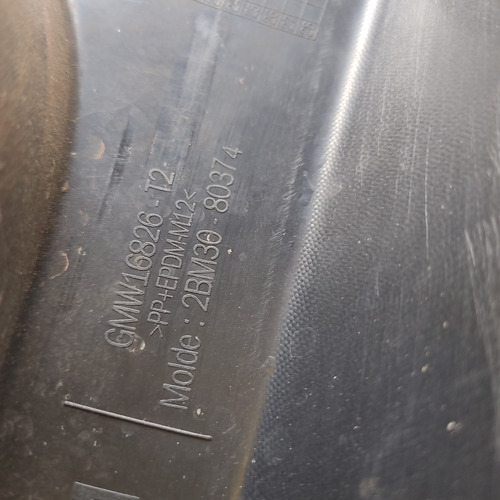 GMW16826-T2
>PP+EPDM-M12<
Molde : 2BM30-80374